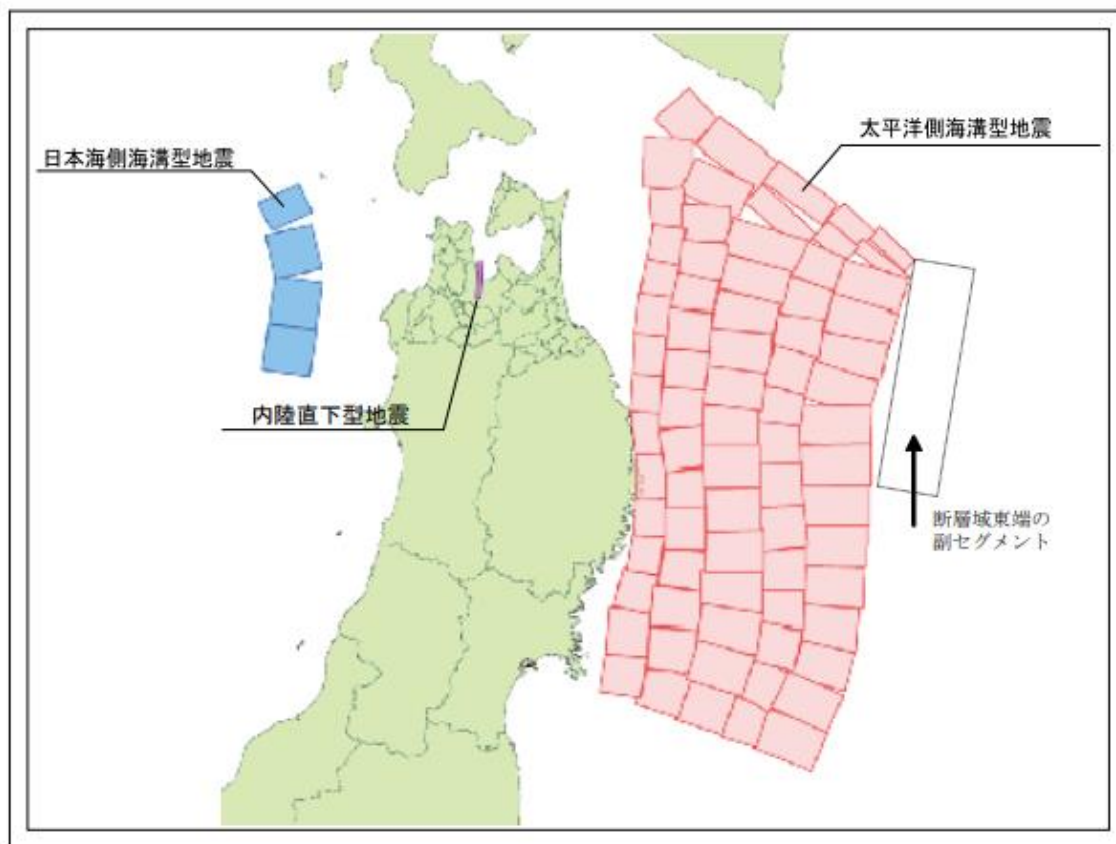 太平洋側海溝型地震
日本海側海溝型地震
内陸直下型地震
断層域東端の
副セグメント